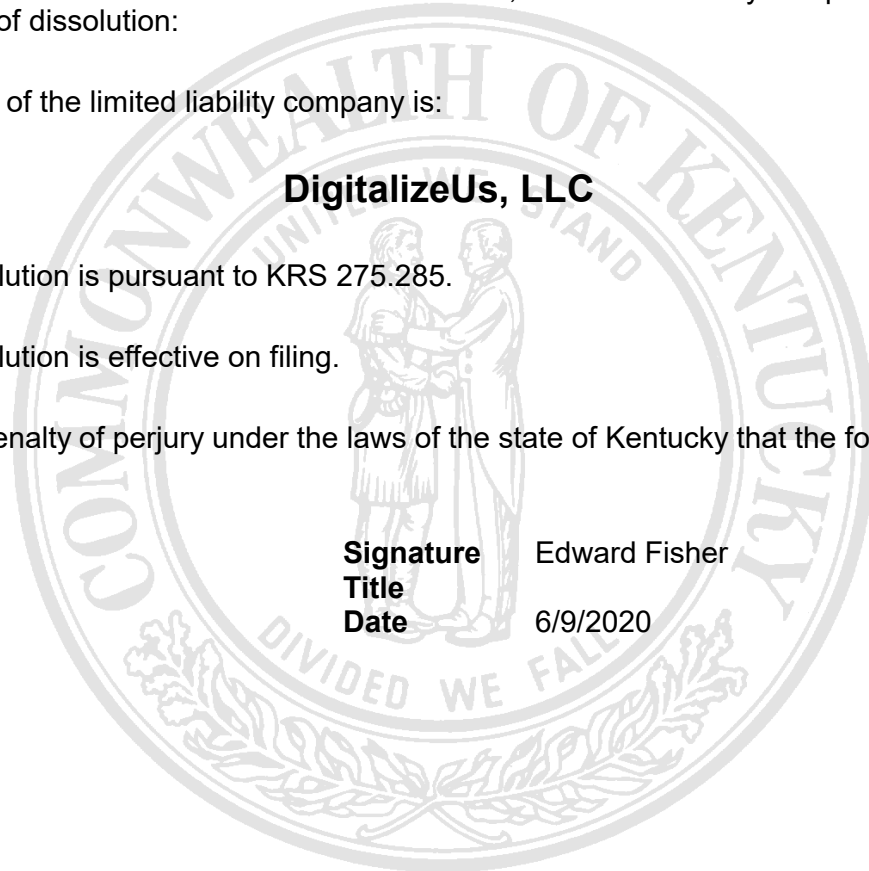 of dissolution:
of the limited liability company is:
DigitalizeUs, LLC
lution is pursuant to KRS 275.285.
lution is effective on filing.
enalty of perjury under the laws of the state of Kentucky that the fo
Signature Edward Fisher
Title
Date 6/9/2020
COMMONWEALTH OF KENTUCKY
UNITED WE STAND
DIVIDED WE FALL